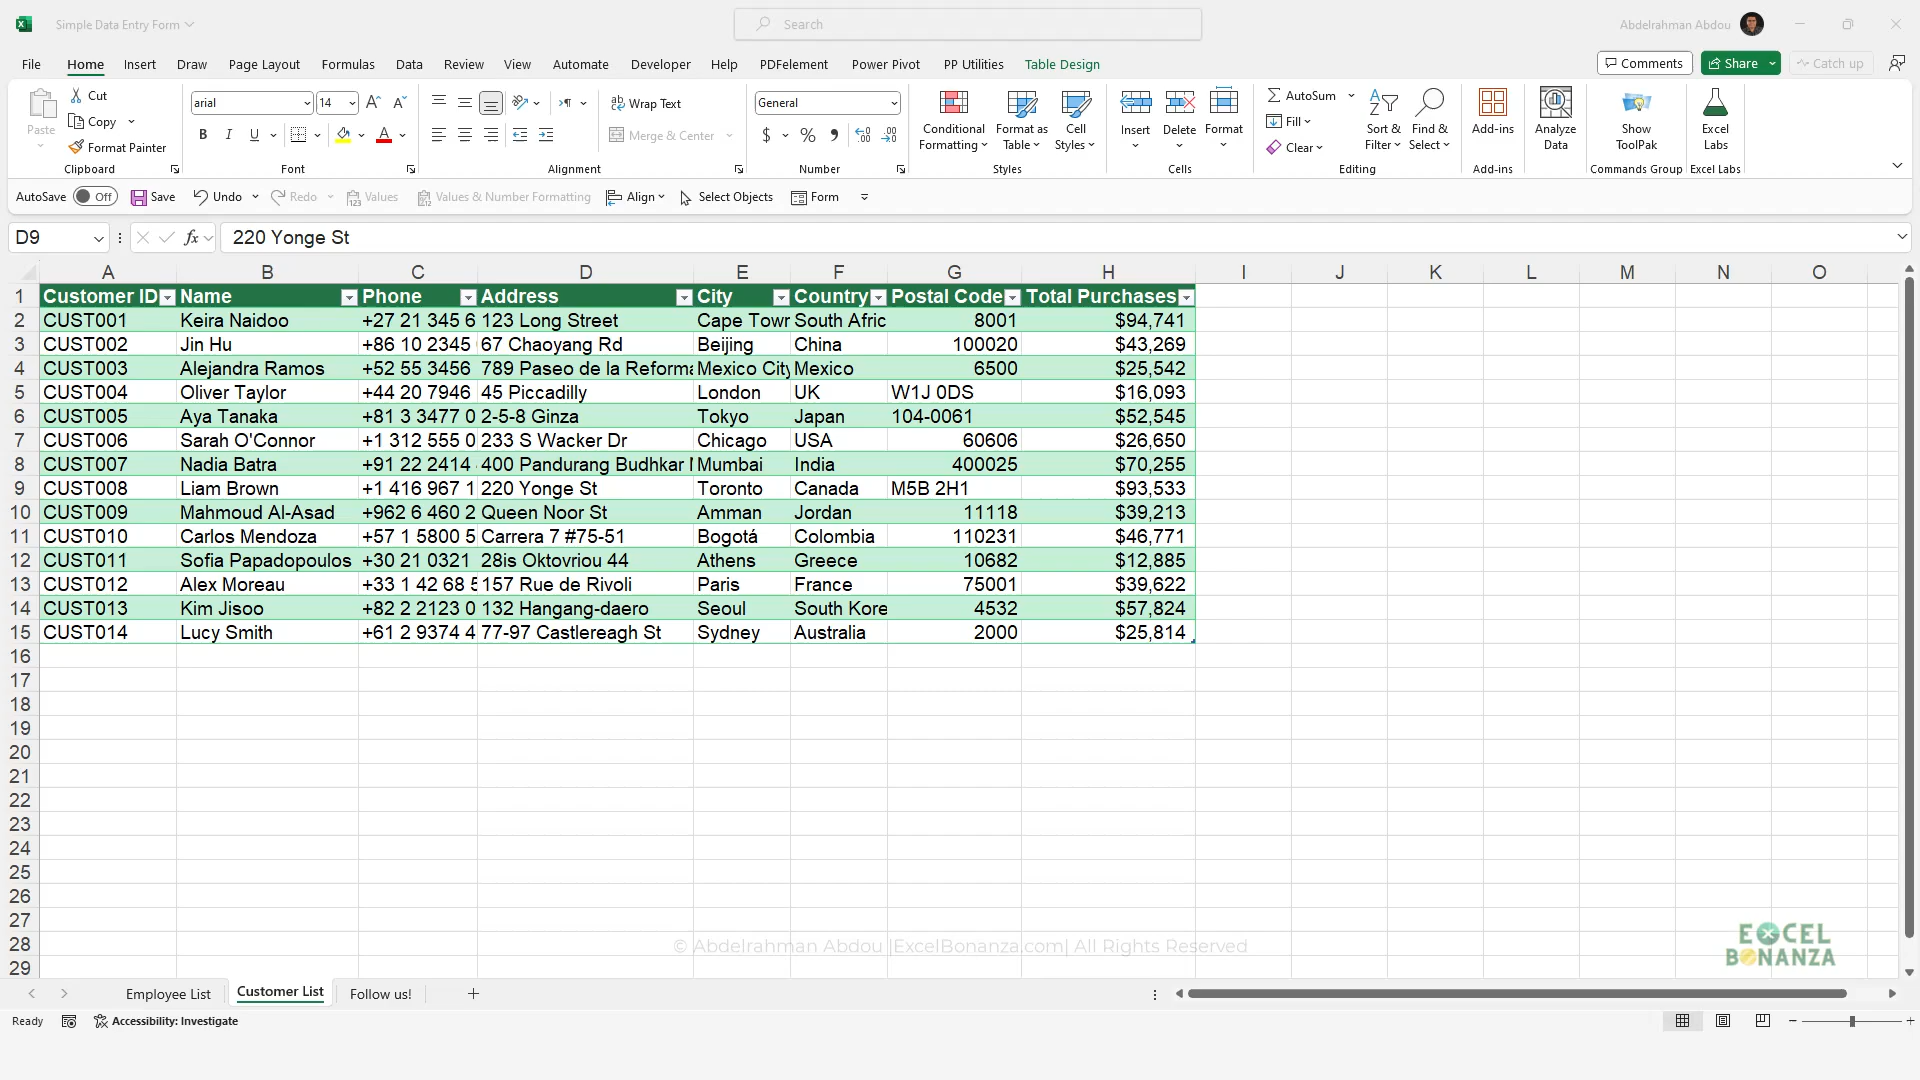 Simple Data Entry Form
Search
Abdelrahman Abdou
File Home Insert Draw Page Layout Formulas Data Review View Automate Developer Help PDFelement Power Pivot PP Utilities Table Design
Comments Share Catch up
Paste
Cut
Copy
Format Painter
Clipboard
arial 14
B I U
Font
Wrap Text
Merge & Center
Alignment
General
$ % 9
Number
Conditional Formatting
Format as Table
Cell Styles
Styles
Insert Delete Format
Cells
AutoSum
Fill
Clear
Sort & Filter
Find & Select
Editing
Add-ins
Add-ins
Analyze Data
Show ToolPak
Commands Group
Excel Labs
Excel Labs
AutoSave Off Save Undo Redo Values Values & Number Formatting Align Select Objects Form
D9 fx 220 Yonge St
A B C D E F G H I J K L M N O
1 Customer ID Name Phone Address City Country Postal Code Total Purchases
2 CUST001 Keira Naidoo +27 21 345 6 123 Long Street Cape Town South Afric 8001 $94,741
3 CUST002 Jin Hu +86 10 2345 67 Chaoyang Rd Beijing China 100020 $43,269
4 CUST003 Alejandra Ramos +52 55 3456 789 Paseo de la Reforma Mexico City Mexico 6500 $25,542
5 CUST004 Oliver Taylor +44 20 7946 45 Piccadilly London UK W1J 0DS $16,093
6 CUST005 Aya Tanaka +81 3 3477 0 2-5-8 Ginza Tokyo Japan 104-0061 $52,545
7 CUST006 Sarah O'Connor +1 312 555 0 233 S Wacker Dr Chicago USA 60606 $26,650
8 CUST007 Nadia Batra +91 22 2414 400 Pandurang Budhkar Mumbai India 400025 $70,255
9 CUST008 Liam Brown +1 416 967 1 220 Yonge St Toronto Canada M5B 2H1 $93,533
10 CUST009 Mahmoud Al-Asad +962 6 460 2 Queen Noor St Amman Jordan 11118 $39,213
11 CUST010 Carlos Mendoza +57 1 5800 5 Carrera 7 #75-51 Bogotá Colombia 110231 $46,771
12 CUST011 Sofia Papadopoulos +30 21 0321 28is Oktovriou 44 Athens Greece 10682 $12,885
13 CUST012 Alex Moreau +33 1 42 68 5 157 Rue de Rivoli Paris France 75001 $39,622
14 CUST013 Kim Jisoo +82 2 2123 0 132 Hangang-daero Seoul South Kore 4532 $57,824
15 CUST014 Lucy Smith +61 2 9374 4 77-97 Castlereagh St Sydney Australia 2000 $25,814
16
17
18
19
20
21
22
23
24
25
26
27
28
29
© Abdelrahman Abdou |ExcelBonanza.com| All Rights Reserved
EXCEL
BONANZA
Employee List Customer List Follow us!
Ready Accessibility: Investigate